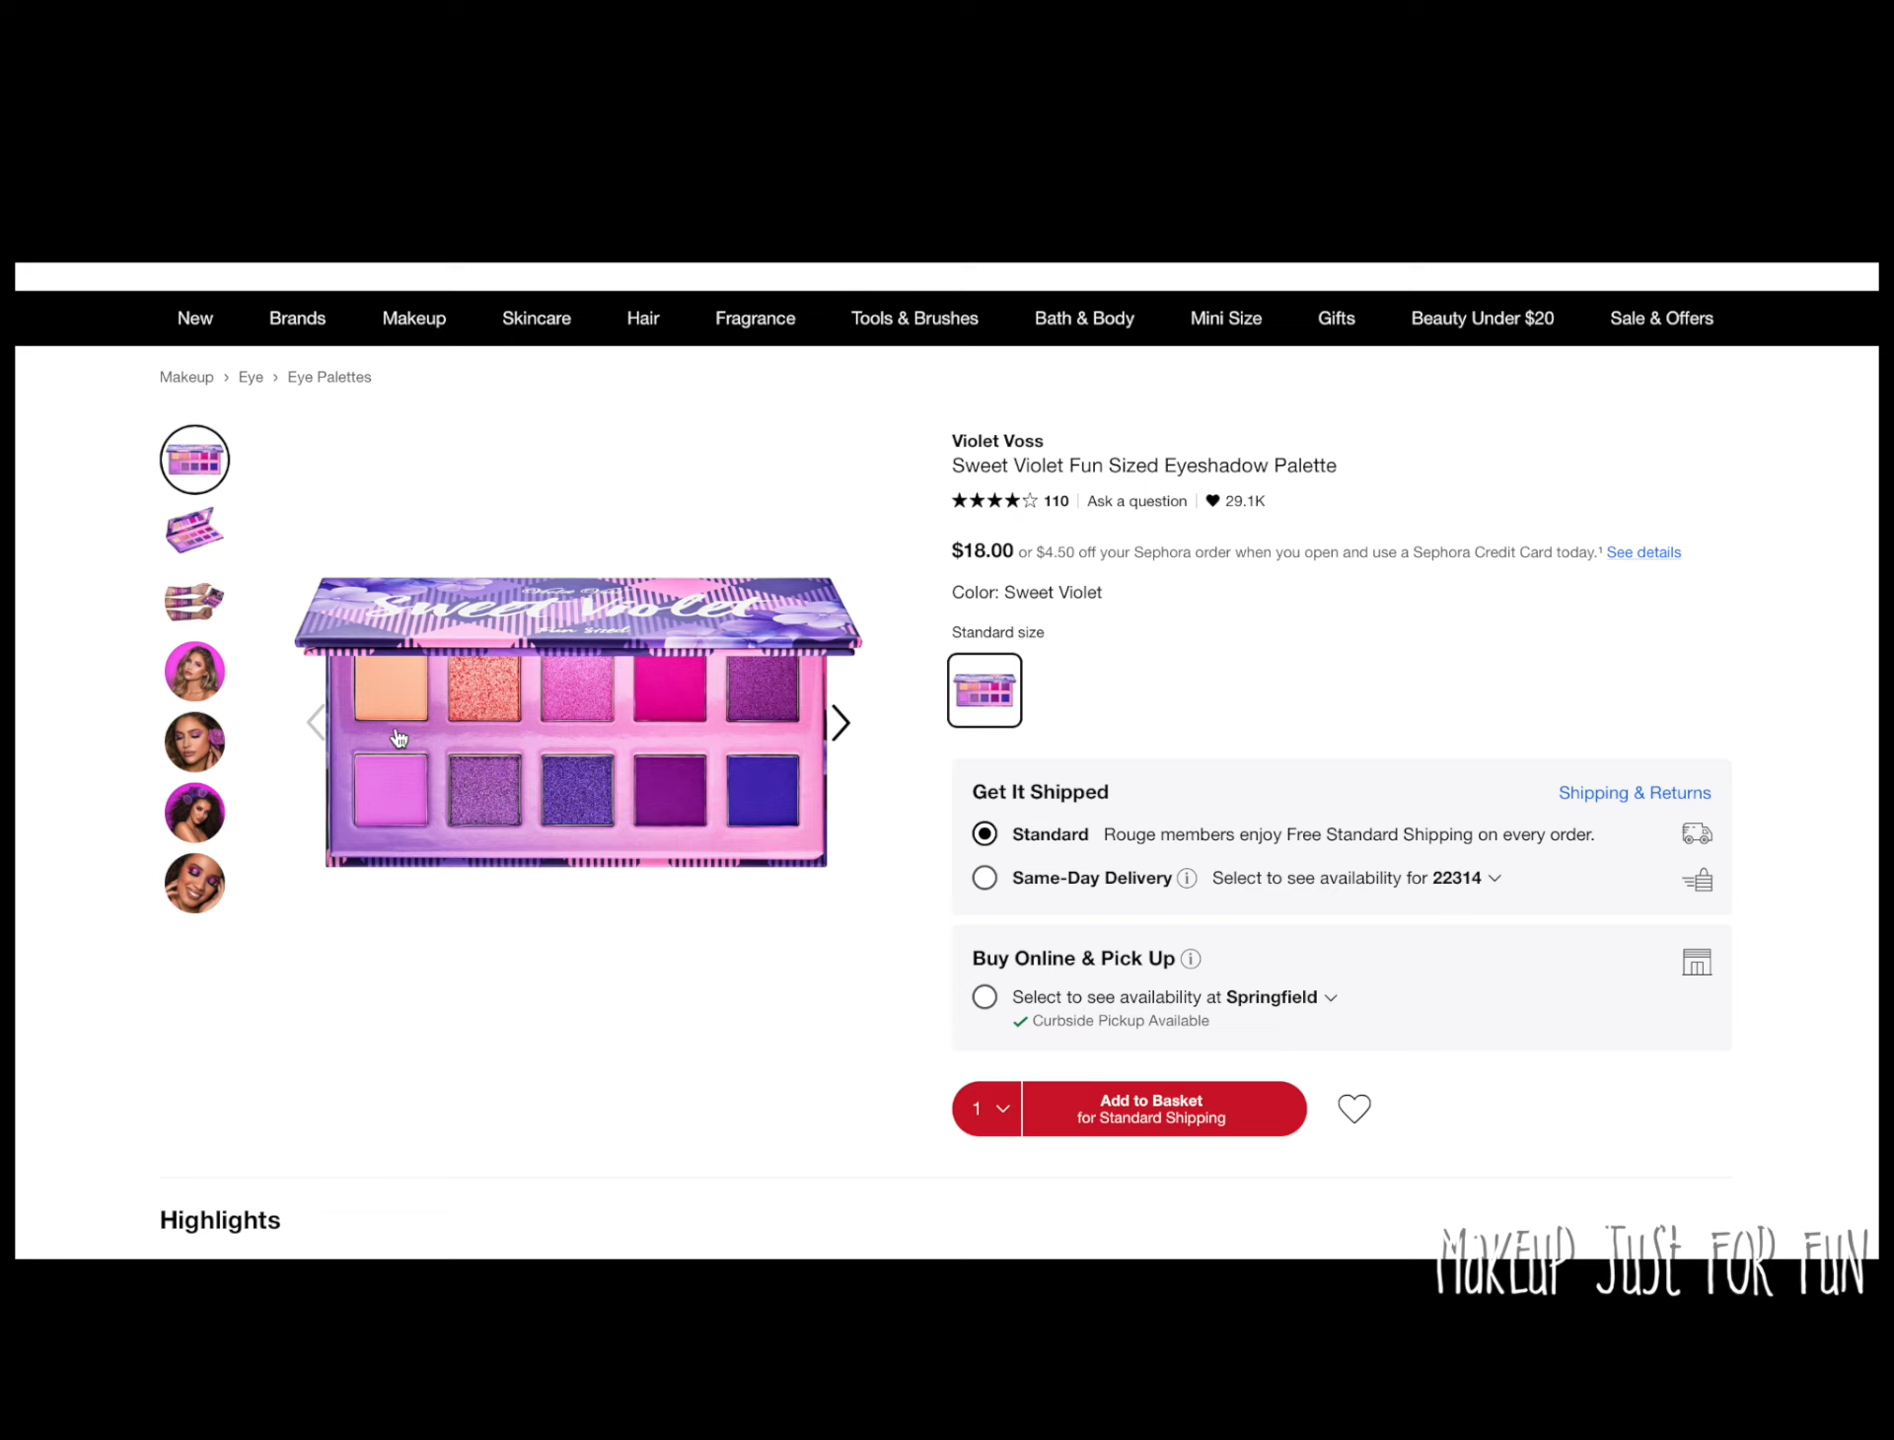 New Brands Makeup Skincare Hair Fragrance Tools & Brushes Bath & Body Mini Size Gifts Beauty Under $20 Sale & Offers
Makeup › Eye › Eye Palettes
Sweet Violet
Fun Sized
Violet Voss
Sweet Violet Fun Sized Eyeshadow Palette
110 | Ask a question | 29.1K
$18.00 or $4.50 off your Sephora order when you open and use a Sephora Credit Card today.¹ See details
Color: Sweet Violet
Standard size
Get It Shipped Shipping & Returns
Standard Rouge members enjoy Free Standard Shipping on every order.
Same-Day Delivery Select to see availability for 22314
Buy Online & Pick Up
Select to see availability at Springfield
Curbside Pickup Available
1 Add to Basket
for Standard Shipping
Highlights
MAKEUP JUST FOR FUN